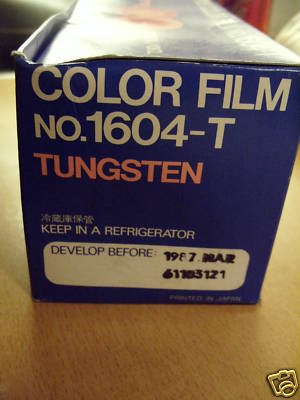 COLOR FILM
NO.1604-T
TUNGSTEN
冷蔵庫保管
KEEP IN A REFRIGERATOR
DEVELOP BEFORE: 1987.MAR
611B3121
PRINTED IN JAPAN